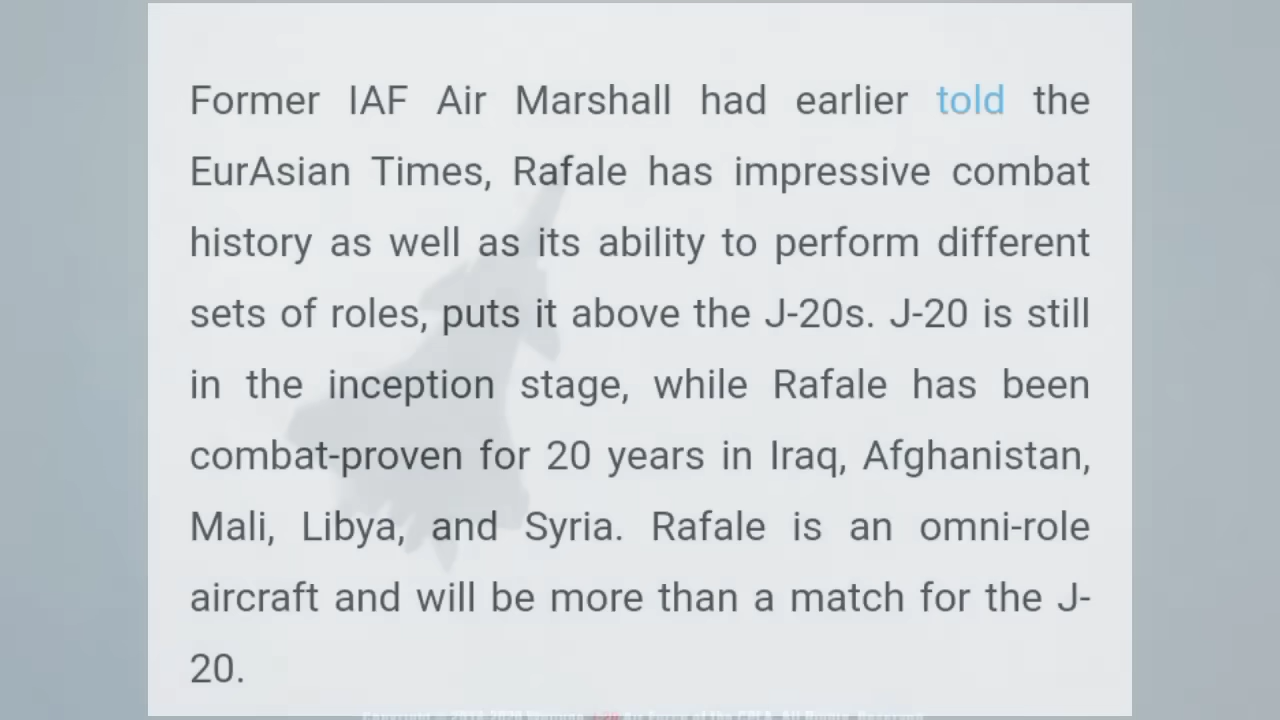 Former IAF Air Marshall had earlier told the
EurAsian Times, Rafale has impressive combat
history as well as its ability to perform different
sets of roles, puts it above the J-20s. J-20 is still
in the inception stage, while Rafale has been
combat-proven for 20 years in Iraq, Afghanistan,
Mali, Libya, and Syria. Rafale is an omni-role
aircraft and will be more than a match for the J-
20.